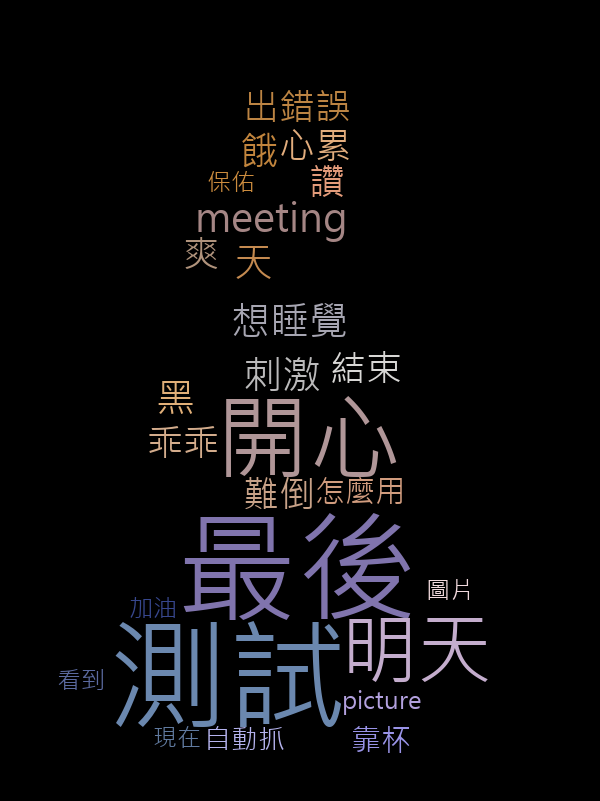 出錯誤
餓 心累
保佑 讚
meeting
爽 天
想睡覺
刺激 結束
黑
開心
乖乖
難倒 怎麼用
最後
圖片
加油
測試 明天
看到
picture
現在 自動抓 靠杯